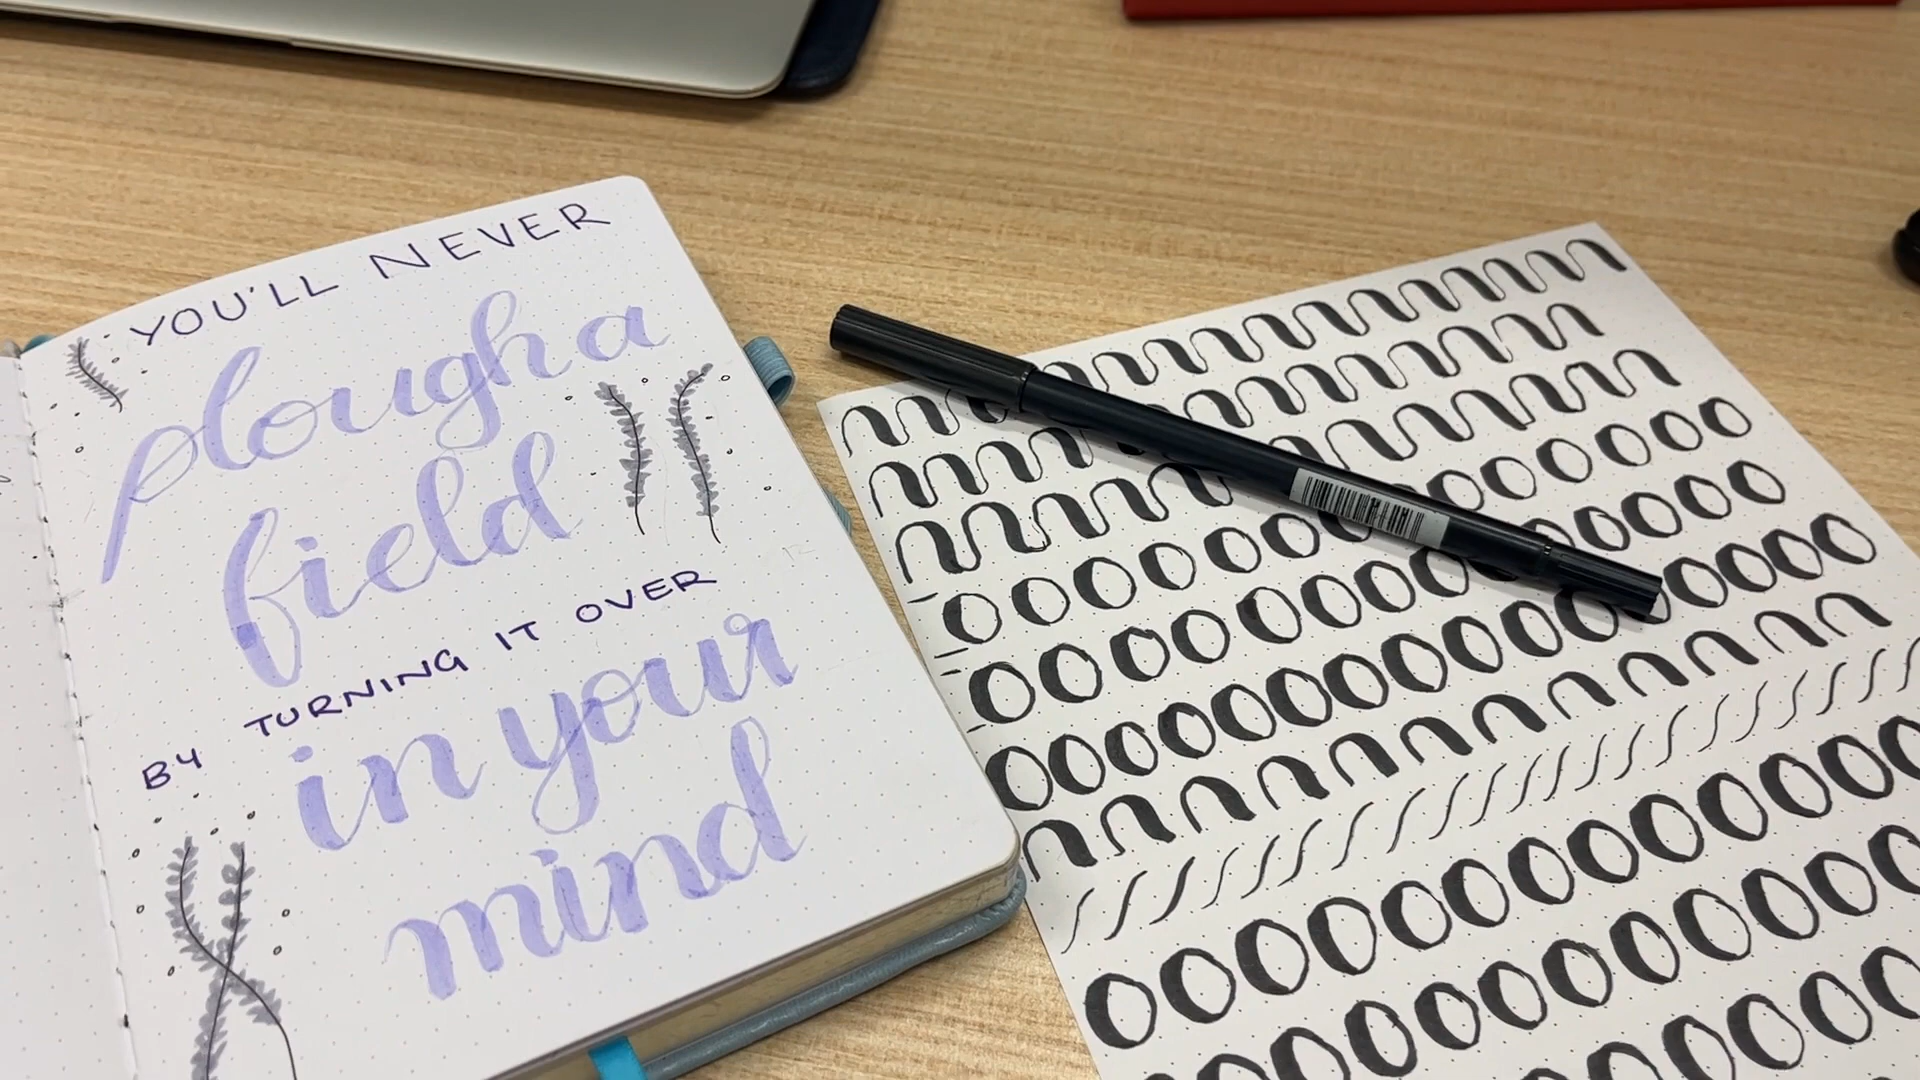 YOU'LL NEVER
plough a
field
BY TURNING IT OVER
in your
mind